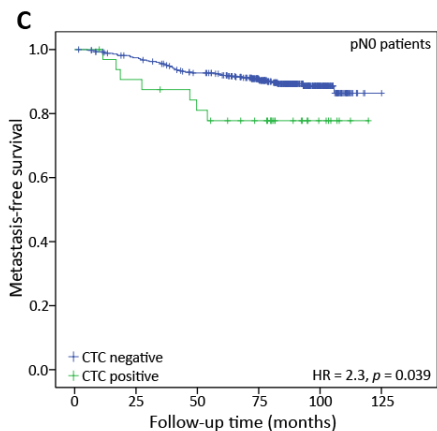 C
pN0 patients
1.0
0.8
0.6
0.4
0.2
0.0
Metastasis-free survival
CTC negative
CTC positive
HR = 2.3, p = 0.039
0 25 50 75 100 125
Follow-up time (months)